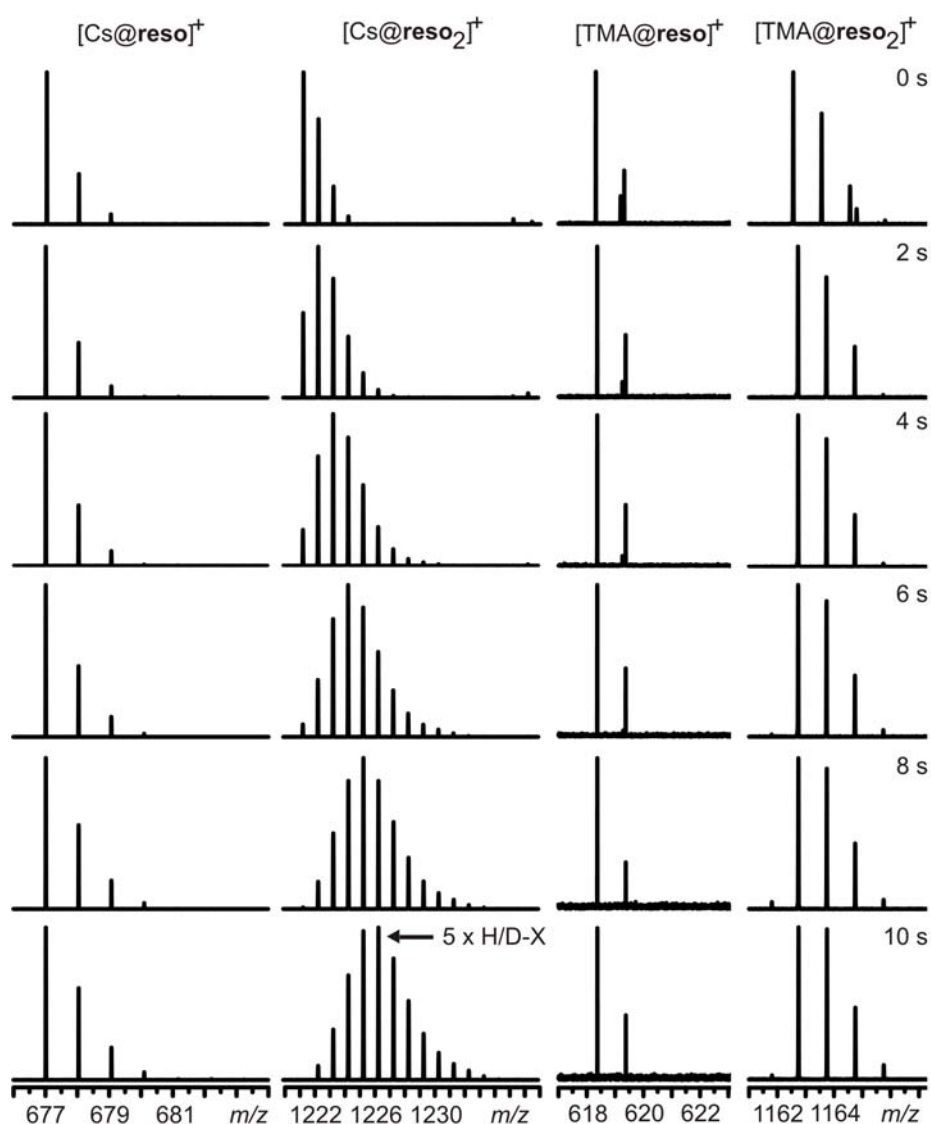 [Cs@reso]+ [Cs@reso2]+ [TMA@reso]+ [TMA@reso2]+
0 s
2 s
4 s
6 s
8 s
5 x H/D-X 10 s
677 679 681 m/z 1222 1226 1230 m/z 618 620 622 m/z 1162 1164 m/z